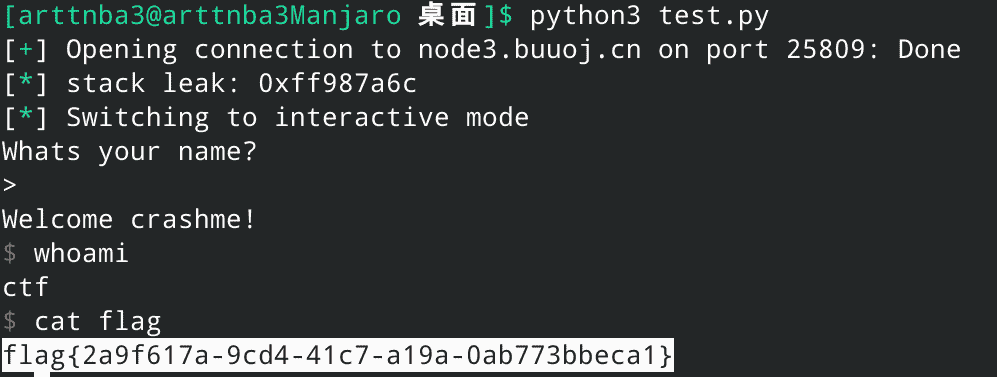 [arttnba3@arttnba3Manjaro 桌面]$ python3 test.py
[+] Opening connection to node3.buuoj.cn on port 25809: Done
[*] stack leak: 0xff987a6c
[*] Switching to interactive mode
Whats your name?
>
Welcome crashme!
$ whoami
ctf
$ cat flag
flag{2a9f617a-9cd4-41c7-a19a-0ab773bbeca1}